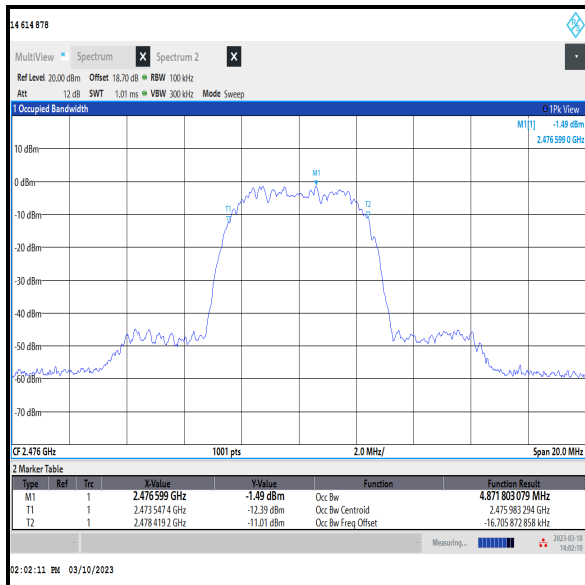 14 614 878
MultiView Spectrum X Spectrum 2 X
Ref Level 20.00 dBm Offset 18.70 dB RBW 100 kHz
Att 12 dB SWT 1.01 ms VBW 300 kHz Mode Sweep
1 Occupied Bandwidth 1Pk View
M1[1] -1.49 dBm
2.476 599 0 GHz
10 dBm
0 dBm
M1
T1
T2
-10 dBm
-20 dBm
-30 dBm
-40 dBm
-50 dBm
-60 dBm
-70 dBm
CF 2.476 GHz 1001 pts 2.0 MHz/ Span 20.0 MHz
2 Marker Table
Type Ref Trc X-Value Y-Value Function Function Result
M1 1 2.476 599 GHz -1.49 dBm Occ Bw 4.871 803 079 MHz
T1 1 2.473 547 4 GHz -12.39 dBm Occ Bw Centroid 2.475 983 294 GHz
T2 1 2.478 419 2 GHz -11.01 dBm Occ Bw Freq Offset -16.705 872 858 kHz
Measuring... 2023-03-10
14:02:10
02:02:11 PM 03/10/2023